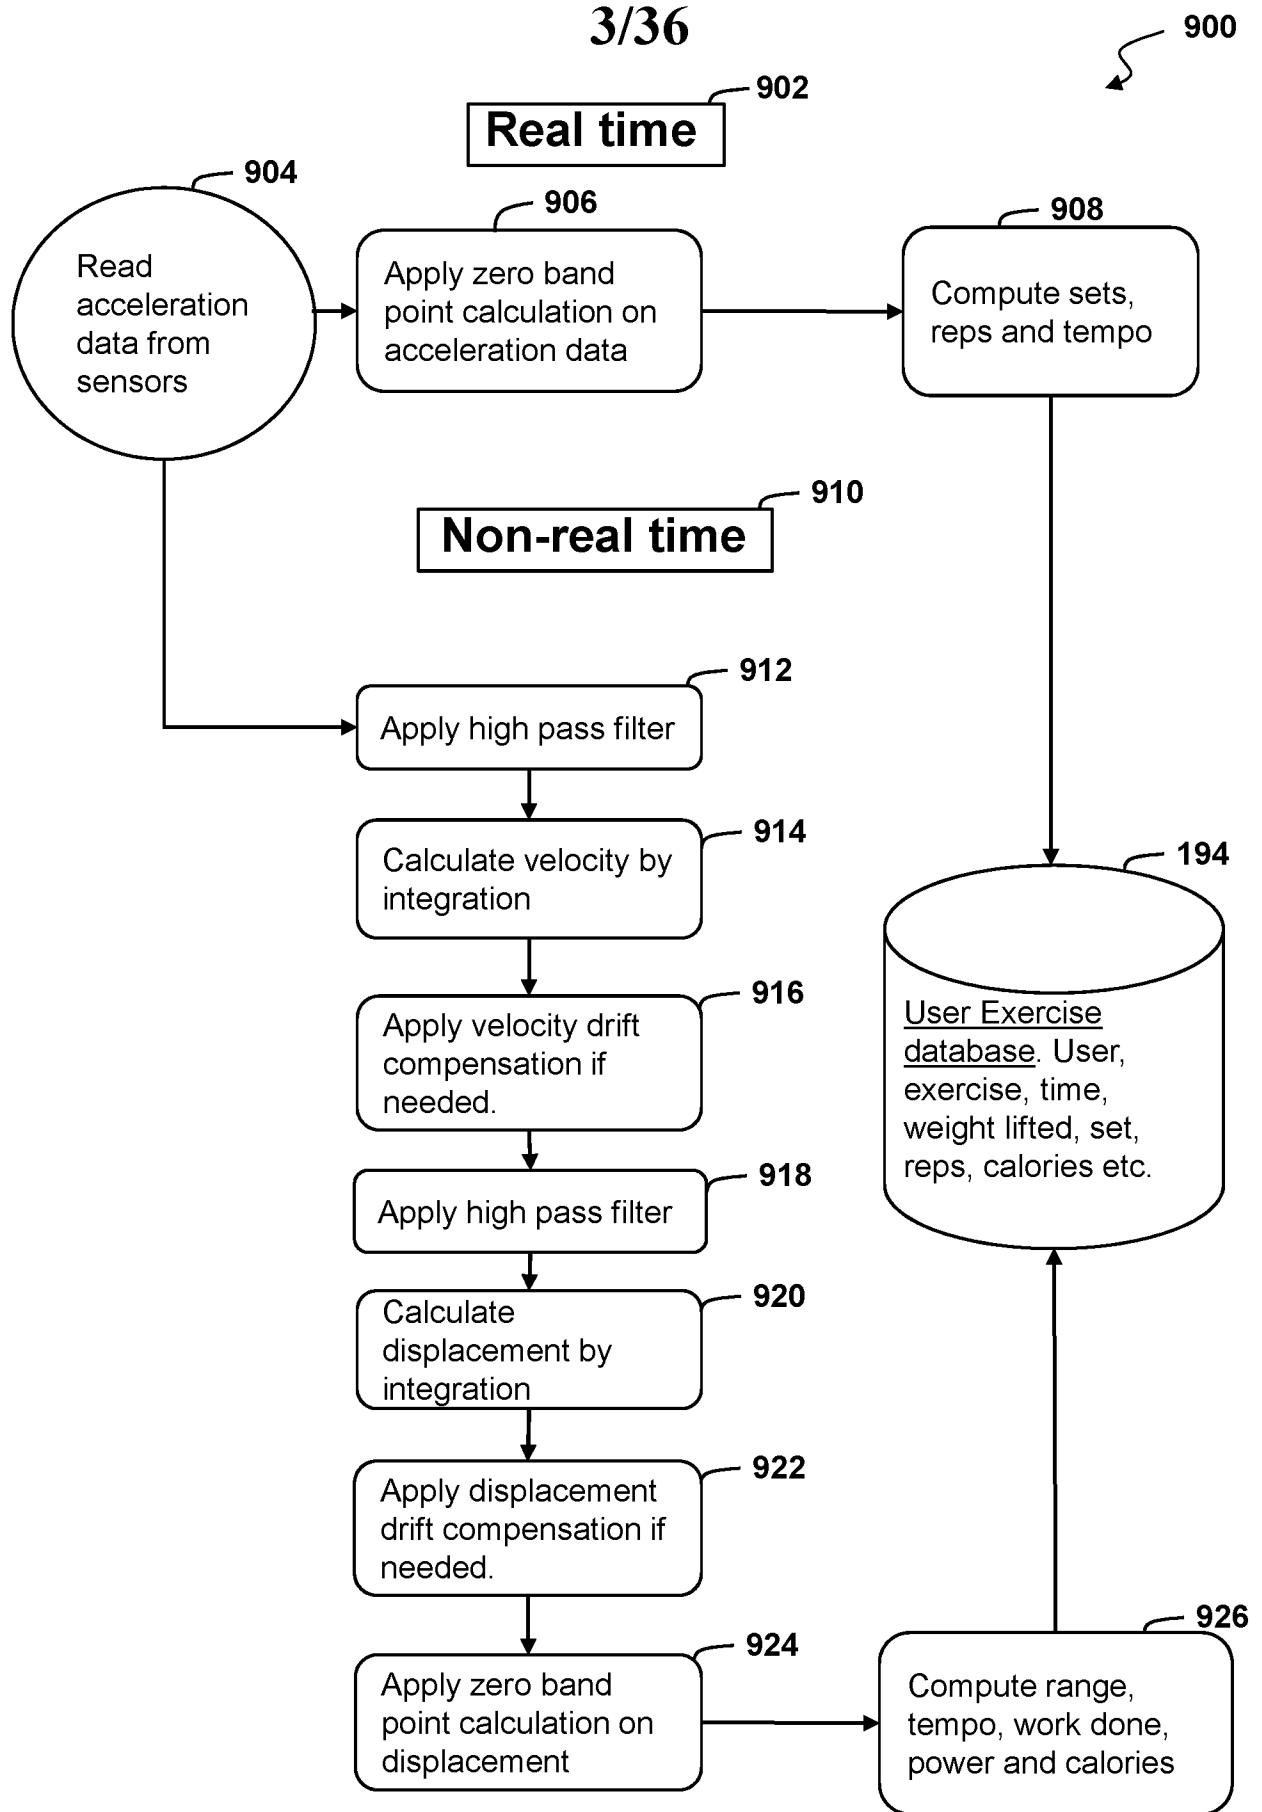 3/36
900
902
Real time
904
906
908
Read
acceleration
data from
sensors
Apply zero band
point calculation on
acceleration data
Compute sets,
reps and tempo
910
Non-real time
912
Apply high pass filter
914
Calculate velocity by
integration
194
User Exercise
database. User,
exercise, time,
weight lifted, set,
reps, calories etc.
916
Apply velocity drift
compensation if
needed.
918
Apply high pass filter
920
Calculate
displacement by
integration
922
Apply displacement
drift compensation if
needed.
924
Apply zero band
point calculation on
displacement
926
Compute range,
tempo, work done,
power and calories